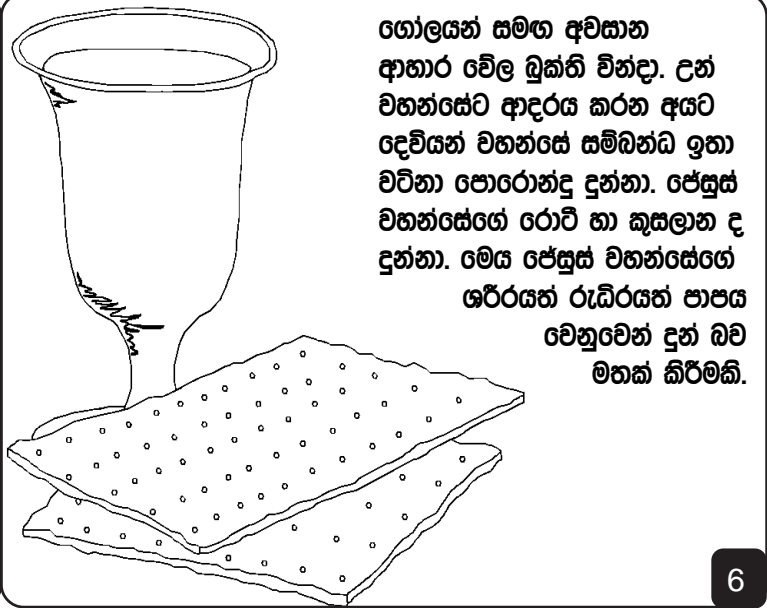 ගෝලයන් සමඟ අවසාන
ආහාර වේල බුක්ති වින්දා. උන්
වහන්සේට ආදරය කරන අයට
දෙවියන් වහන්සේ සම්බන්ධ ඉතා
වටිනා පොරොන්දු දුන්නා. ජේසුස්
වහන්සේගේ රොටී හා කුසලාන ද
දුන්නා. මෙය ජේසුස් වහන්සේගේ
ශරීරයත් රුධිරයත් පාපය
වෙනුවෙන් දුන් බව
මතක් කිරීමකි.
6